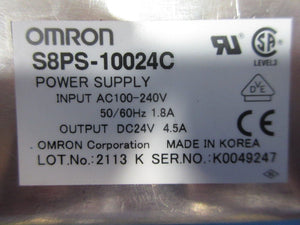 OMRON
S8PS-10024C
POWER SUPPLY
INPUT AC100-240V
50/60Hz 1.8A
OUTPUT DC24V 4.5A
OMRON Corporation MADE IN KOREA
LOT.No.:2113 K SER.NO.:K0049247
LEVEL3